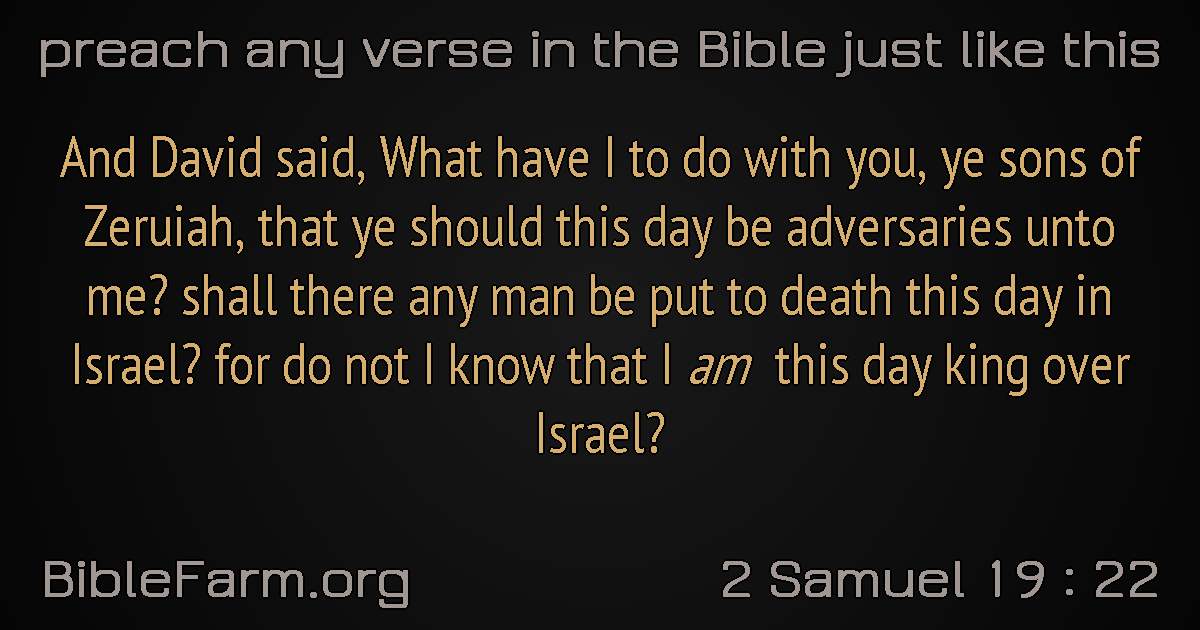 preach any verse in the Bible just like this
And David said, What have I to do with you, ye sons of
Zeruiah, that ye should this day be adversaries unto
me? shall there any man be put to death this day in
Israel? for do not I know that I am this day king over
Israel?
BibleFarm.org
2 Samuel 19 : 22